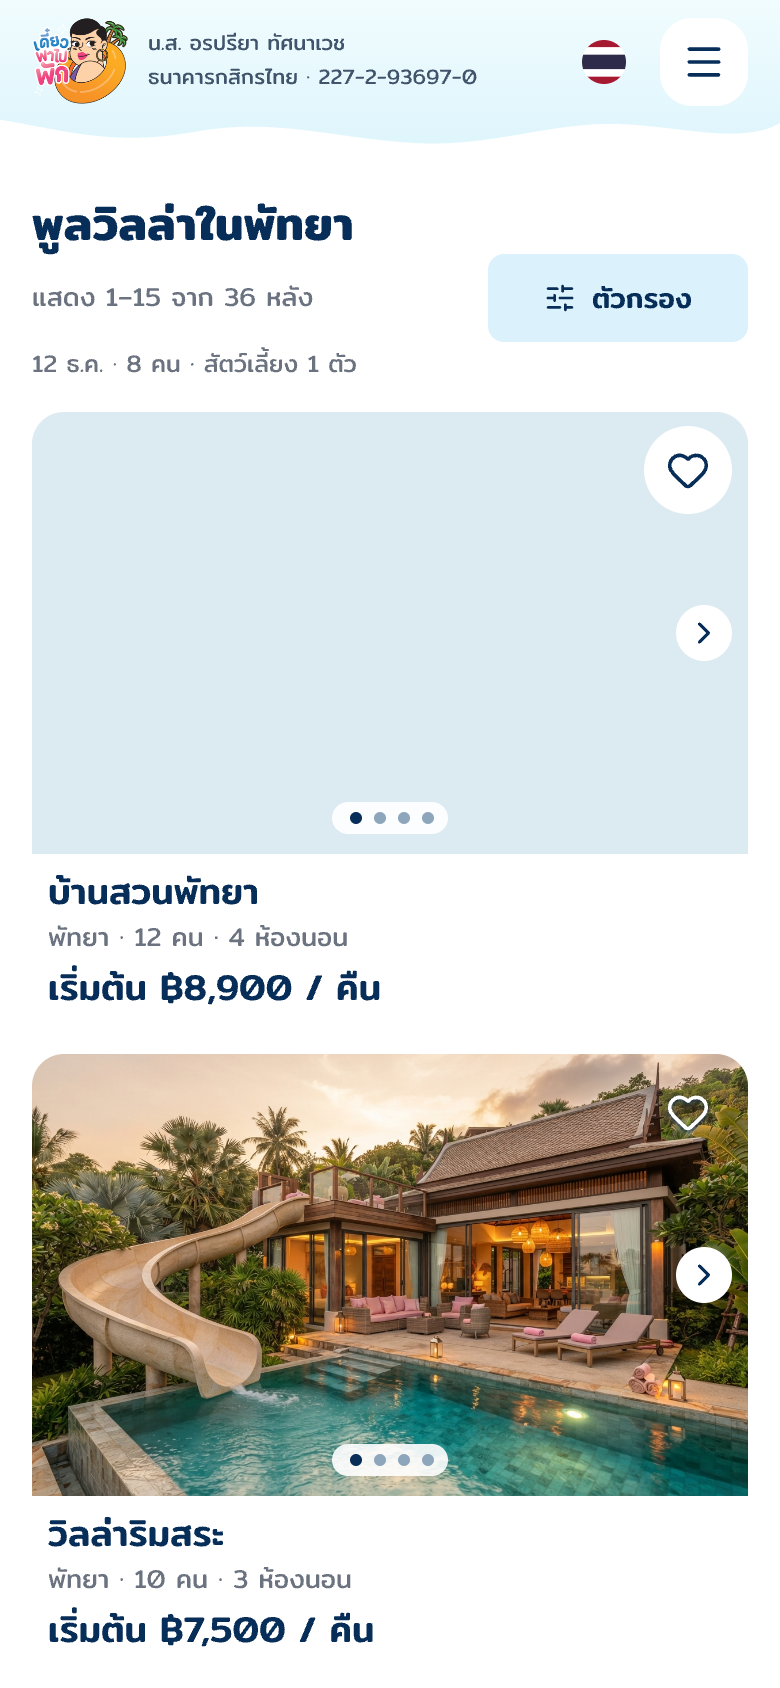 เดี๋ยว
พาไป
พัก
น.ส. อรปรียา ทัศนาเวช
ธนาคารกสิกรไทย · 227-2-93697-0
พูลวิลล่าในพัทยา
แสดง 1–15 จาก 36 หลัง
ตัวกรอง
12 ธ.ค. · 8 คน · สัตว์เลี้ยง 1 ตัว
บ้านสวนพัทยา
พัทยา · 12 คน · 4 ห้องนอน
เริ่มต้น ฿8,900 / คืน
วิลล่าริมสระ
พัทยา · 10 คน · 3 ห้องนอน
เริ่มต้น ฿7,500 / คืน